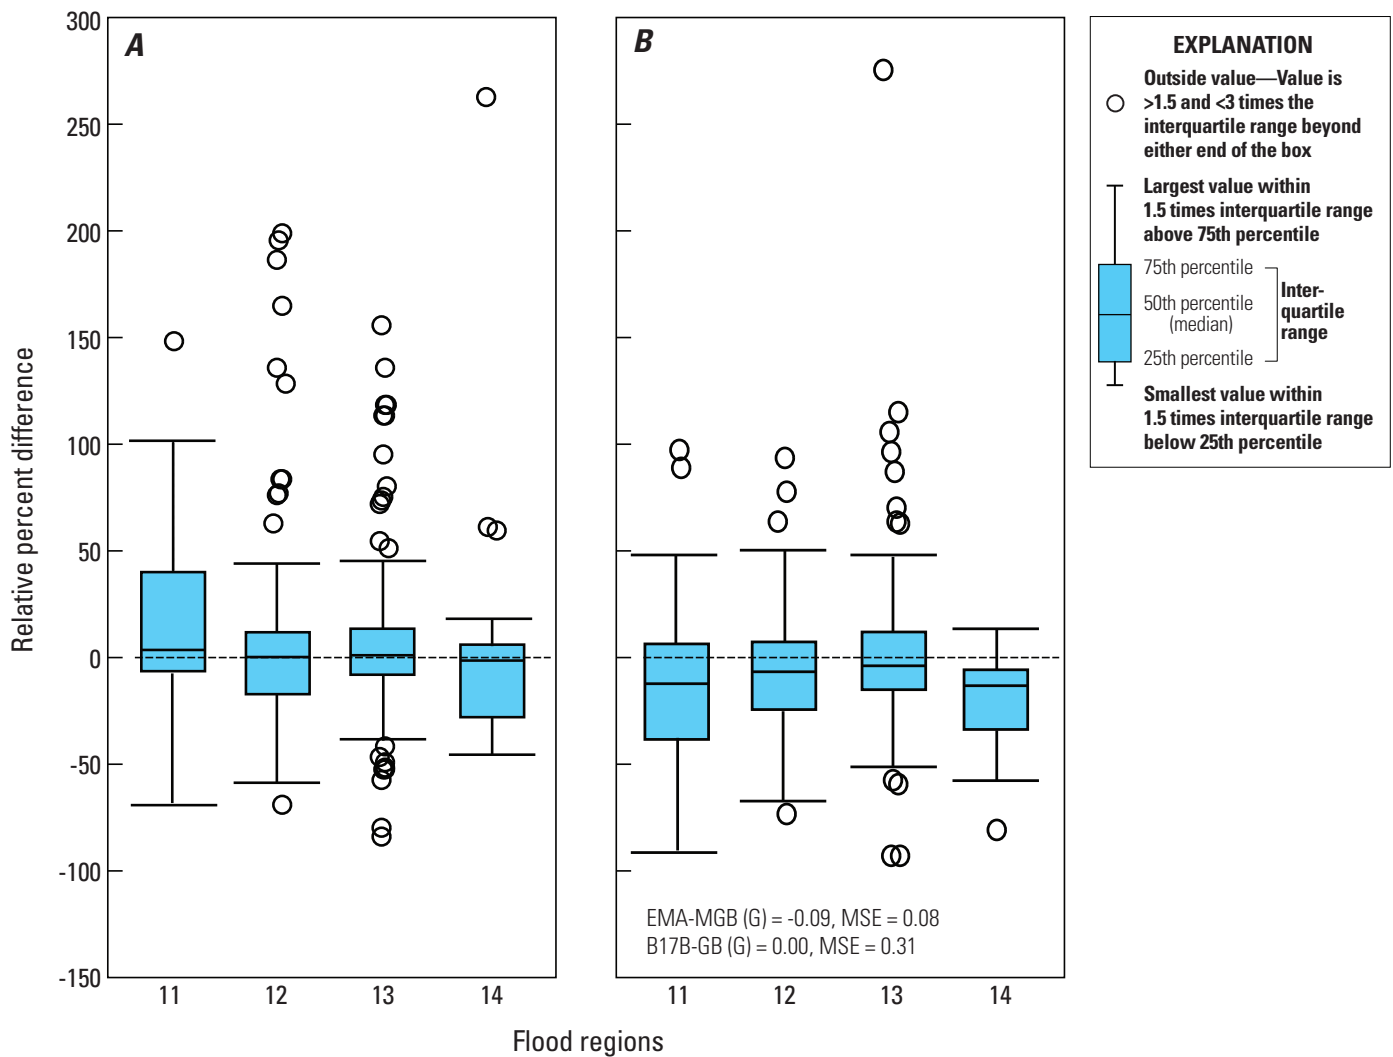 300
250
200
150
100
50
0
-50
-100
-150
Relative percent difference
A
11 12 13 14
B
EMA-MGB (G) = -0.09, MSE = 0.08
B17B-GB (G) = 0.00, MSE = 0.31
11 12 13 14
Flood regions
EXPLANATION
Outside value—Value is
>1.5 and <3 times the
interquartile range beyond
either end of the box
Largest value within
1.5 times interquartile range
above 75th percentile
75th percentile
50th percentile
(median)
25th percentile
Inter-
quartile
range
Smallest value within
1.5 times interquartile range
below 25th percentile